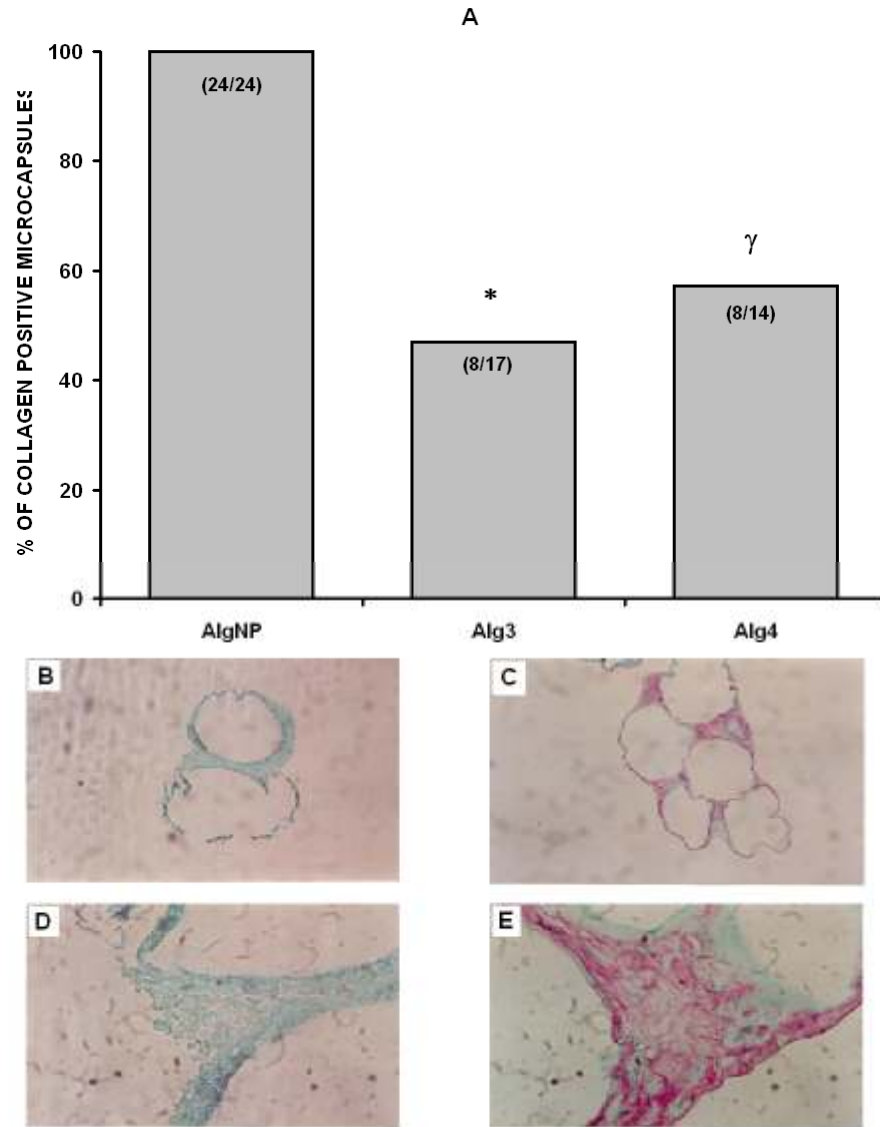 A
% OF COLLAGEN POSITIVE MICROCAPSULES
100
80
60
40
20
0
(24/24)
*
(8/17)
γ
(8/14)
AlgNP
Alg3
Alg4
B
C
D
E